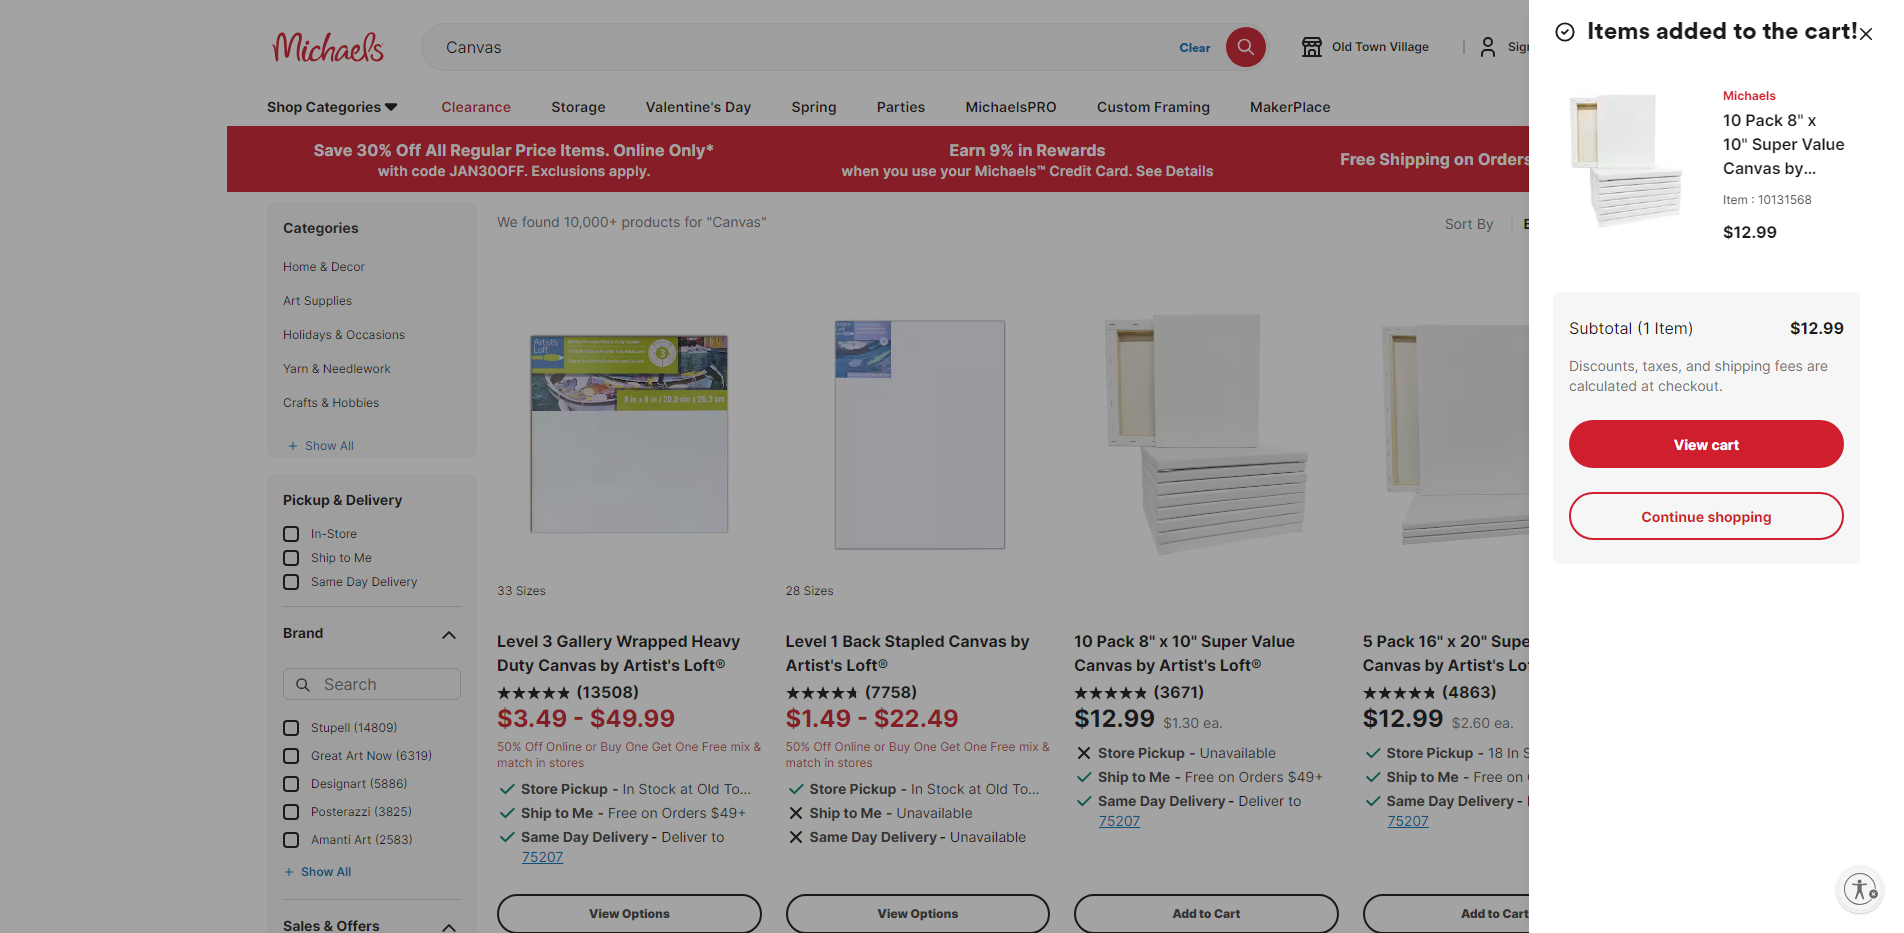 Michaels
Canvas
Clear
Old Town Village
Sign
Items added to the cart!
Shop Categories
Clearance
Storage
Valentine's Day
Spring
Parties
MichaelsPRO
Custom Framing
MakerPlace
Save 30% Off All Regular Price Items. Online Only*
with code JAN30OFF. Exclusions apply.
Earn 9% in Rewards
when you use your Michaels™ Credit Card. See Details
Free Shipping on Orders
Michaels
10 Pack 8" x
10" Super Value
Canvas by...
Item : 10131568
$12.99
Subtotal (1 Item)
$12.99
Discounts, taxes, and shipping fees are
calculated at checkout.
View cart
Continue shopping
Categories
Home & Decor
Art Supplies
Holidays & Occasions
Yarn & Needlework
Crafts & Hobbies
+ Show All
Pickup & Delivery
In-Store
Ship to Me
Same Day Delivery
Brand
Search
Stupell (14809)
Great Art Now (6319)
Designart (5886)
Posterazzi (3825)
Amanti Art (2583)
+ Show All
Sales & Offers
We found 10,000+ products for "Canvas"
Sort By
Artist's
Loft
3
8 in x 8 in / 20.3 cm x 20.3 cm
33 Sizes
Level 3 Gallery Wrapped Heavy
Duty Canvas by Artist's Loft®
(13508)
$3.49 - $49.99
50% Off Online or Buy One Get One Free mix &
match in stores
Store Pickup - In Stock at Old To...
Ship to Me - Free on Orders $49+
Same Day Delivery - Deliver to
75207
View Options
28 Sizes
Level 1 Back Stapled Canvas by
Artist's Loft®
(7758)
$1.49 - $22.49
50% Off Online or Buy One Get One Free mix &
match in stores
Store Pickup - In Stock at Old To...
Ship to Me - Unavailable
Same Day Delivery - Unavailable
View Options
10 Pack 8" x 10" Super Value
Canvas by Artist's Loft®
(3671)
$12.99 $1.30 ea.
Store Pickup - Unavailable
Ship to Me - Free on Orders $49+
Same Day Delivery - Deliver to
75207
Add to Cart
5 Pack 16" x 20" Supe
Canvas by Artist's Lo
(4863)
$12.99 $2.60 ea.
Store Pickup - 18 In S
Ship to Me - Free on
Same Day Delivery -
75207
Add to Cart